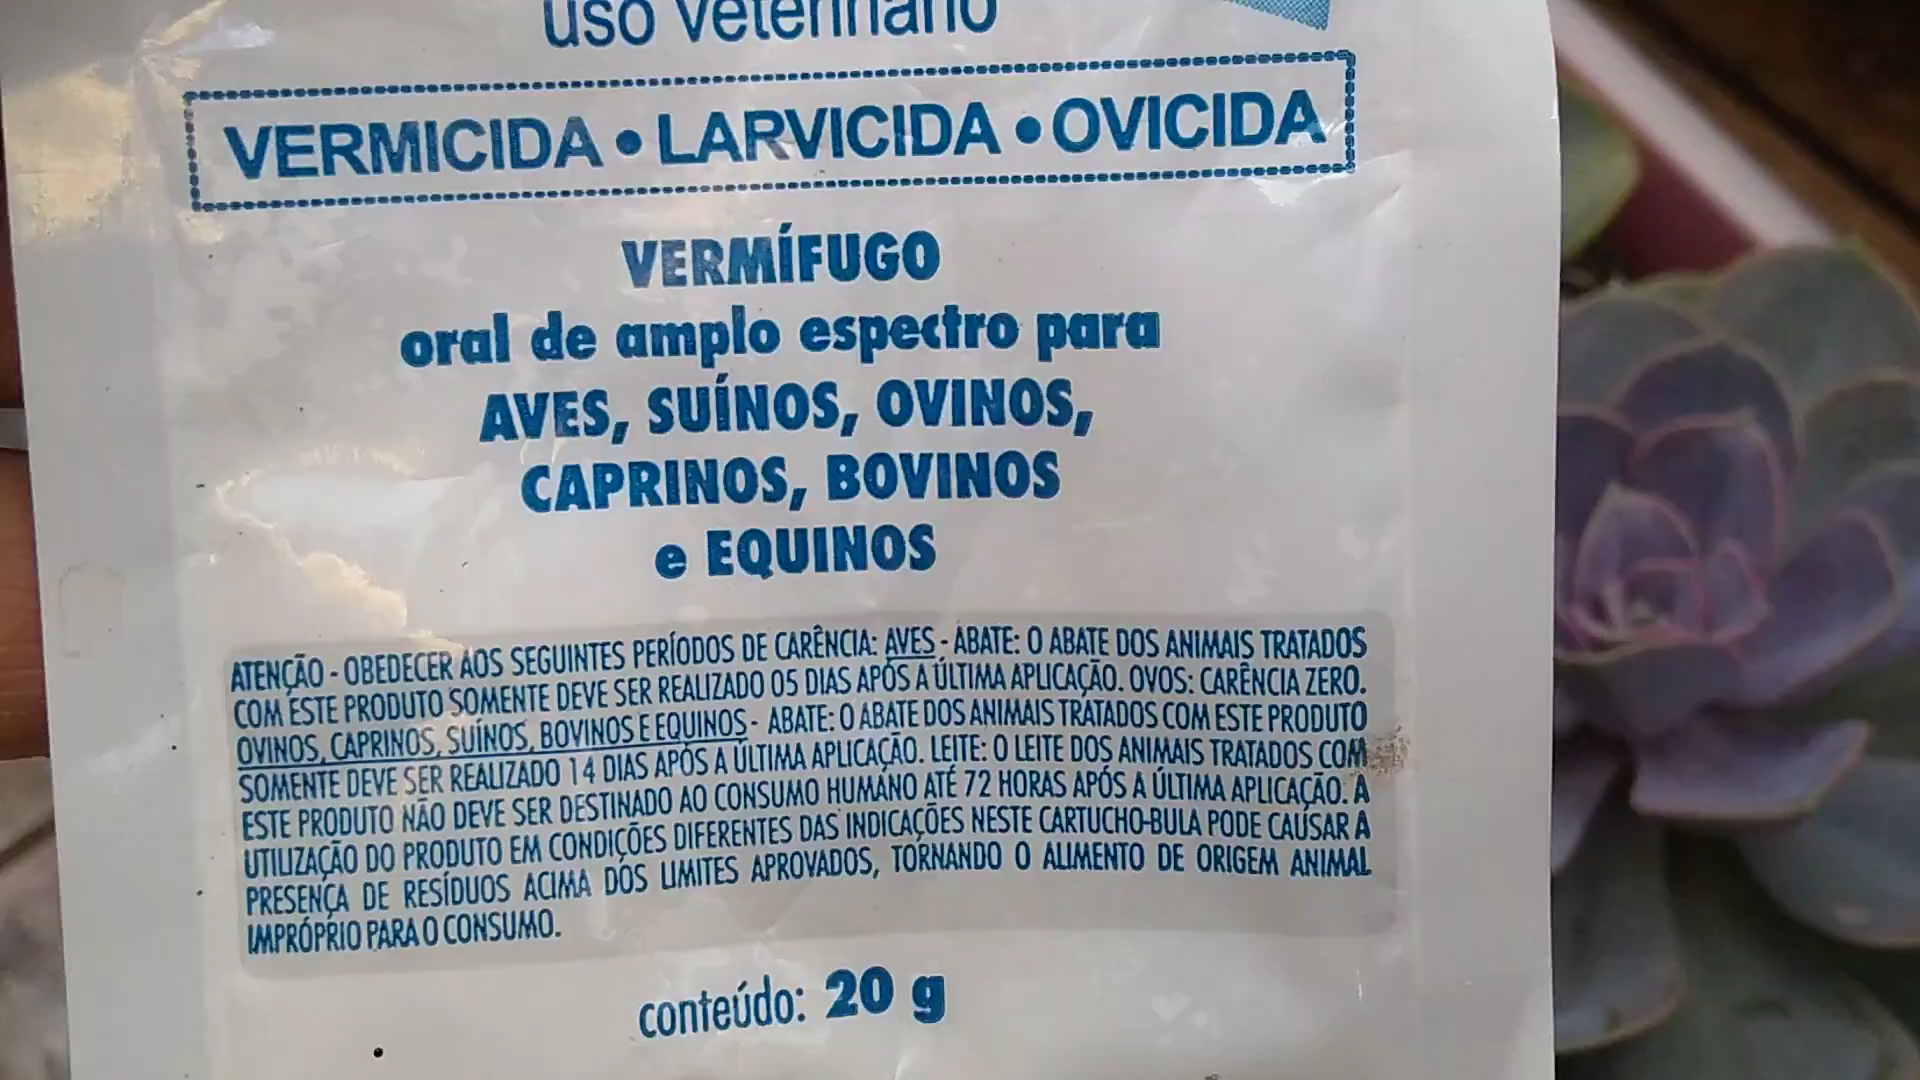 uso veterinário
VERMICIDA • LARVICIDA • OVICIDA
VERMÍFUGO
oral de amplo espectro para
AVES, SUÍNOS, OVINOS,
CAPRINOS, BOVINOS
e EQUINOS
ATENÇÃO - OBEDECER AOS SEGUINTES PERÍODOS DE CARÊNCIA: AVES - ABATE: O ABATE DOS ANIMAIS TRATADOS
COM ESTE PRODUTO SOMENTE DEVE SER REALIZADO 05 DIAS APÓS A ÚLTIMA APLICAÇÃO. OVOS: CARÊNCIA ZERO.
OVINOS, CAPRINOS, SUÍNOS, BOVINOS E EQUINOS - ABATE: O ABATE DOS ANIMAIS TRATADOS COM ESTE PRODUTO
SOMENTE DEVE SER REALIZADO 14 DIAS APÓS A ÚLTIMA APLICAÇÃO. LEITE: O LEITE DOS ANIMAIS TRATADOS COM
ESTE PRODUTO NÃO DEVE SER DESTINADO AO CONSUMO HUMANO ATÉ 72 HORAS APÓS A ÚLTIMA APLICAÇÃO. A
UTILIZAÇÃO DO PRODUTO EM CONDIÇÕES DIFERENTES DAS INDICAÇÕES NESTE CARTUCHO-BULA PODE CAUSAR A
PRESENÇA DE RESÍDUOS ACIMA DOS LIMITES APROVADOS, TORNANDO O ALIMENTO DE ORIGEM ANIMAL
IMPRÓPRIO PARA O CONSUMO.
conteúdo: 20 g